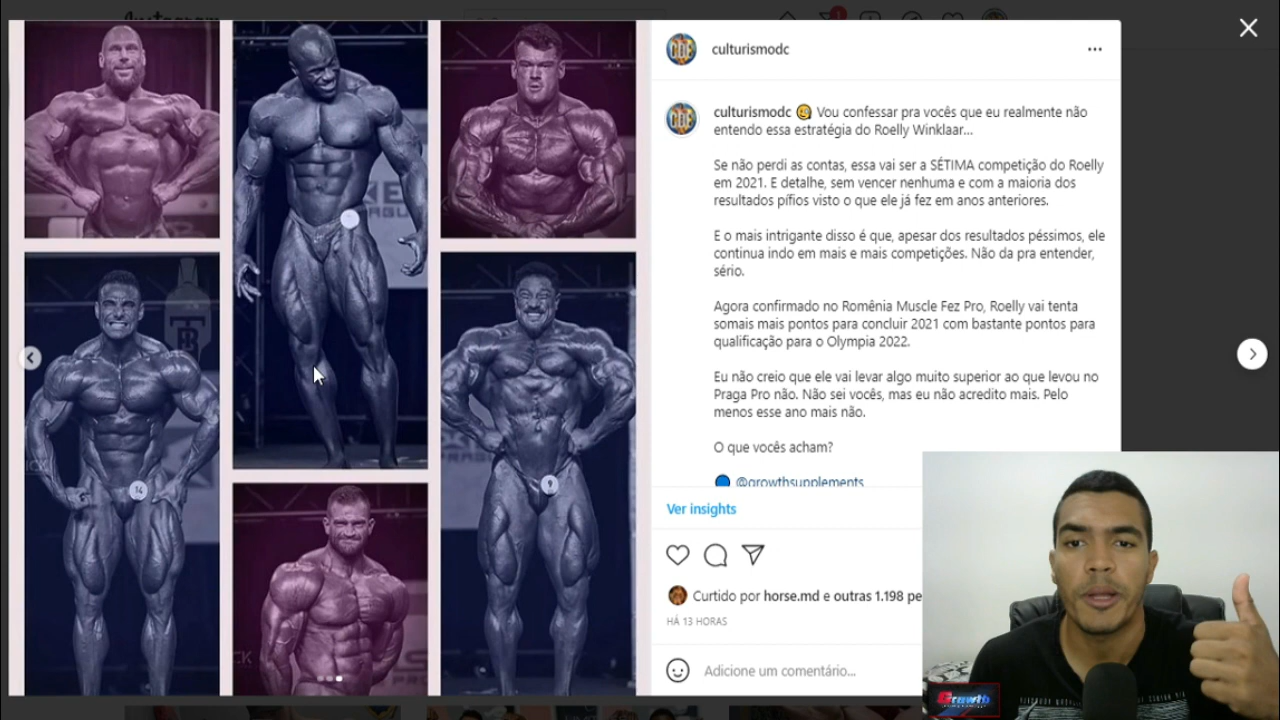 culturismodc
culturismodc 🤨 Vou confessar pra vocês que eu realmente não
entendo essa estratégia do Roelly Winklaar...
Se não perdi as contas, essa vai ser a SÉTIMA competição do Roelly
em 2021. E detalhe, sem vencer nenhuma e com a maioria dos
resultados pífios visto o que ele já fez em anos anteriores.
E o mais intrigante disso é que, apesar dos resultados péssimos, ele
continua indo em mais e mais competições. Não da pra entender,
sério.
Agora confirmado no Romênia Muscle Fez Pro, Roelly vai tenta
somais mais pontos para concluir 2021 com bastante pontos para
qualificação para o Olympia 2022.
Eu não creio que ele vai levar algo muito superior ao que levou no
Praga Pro não. Não sei vocês, mas eu não acredito mais. Pelo
menos esse ano mais não.
O que vocês acham?
@growthsupplements
Ver insights
Curtido por horse.md e outras 1.198 pe
HÁ 13 HORAS
Adicione um comentário...
14
9
Growth